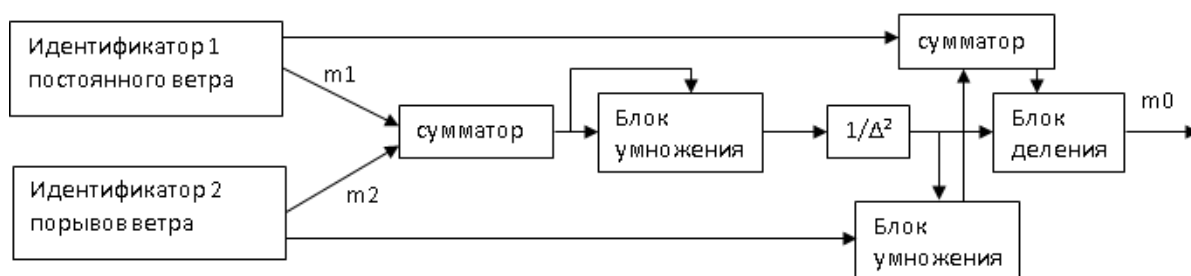 Идентификатор 1
постоянного ветра
m1
сумматор
сумматор
Блок
умножения
1/Δ²
Блок
деления
m0
Идентификатор 2
порывов ветра
m2
Блок
умножения